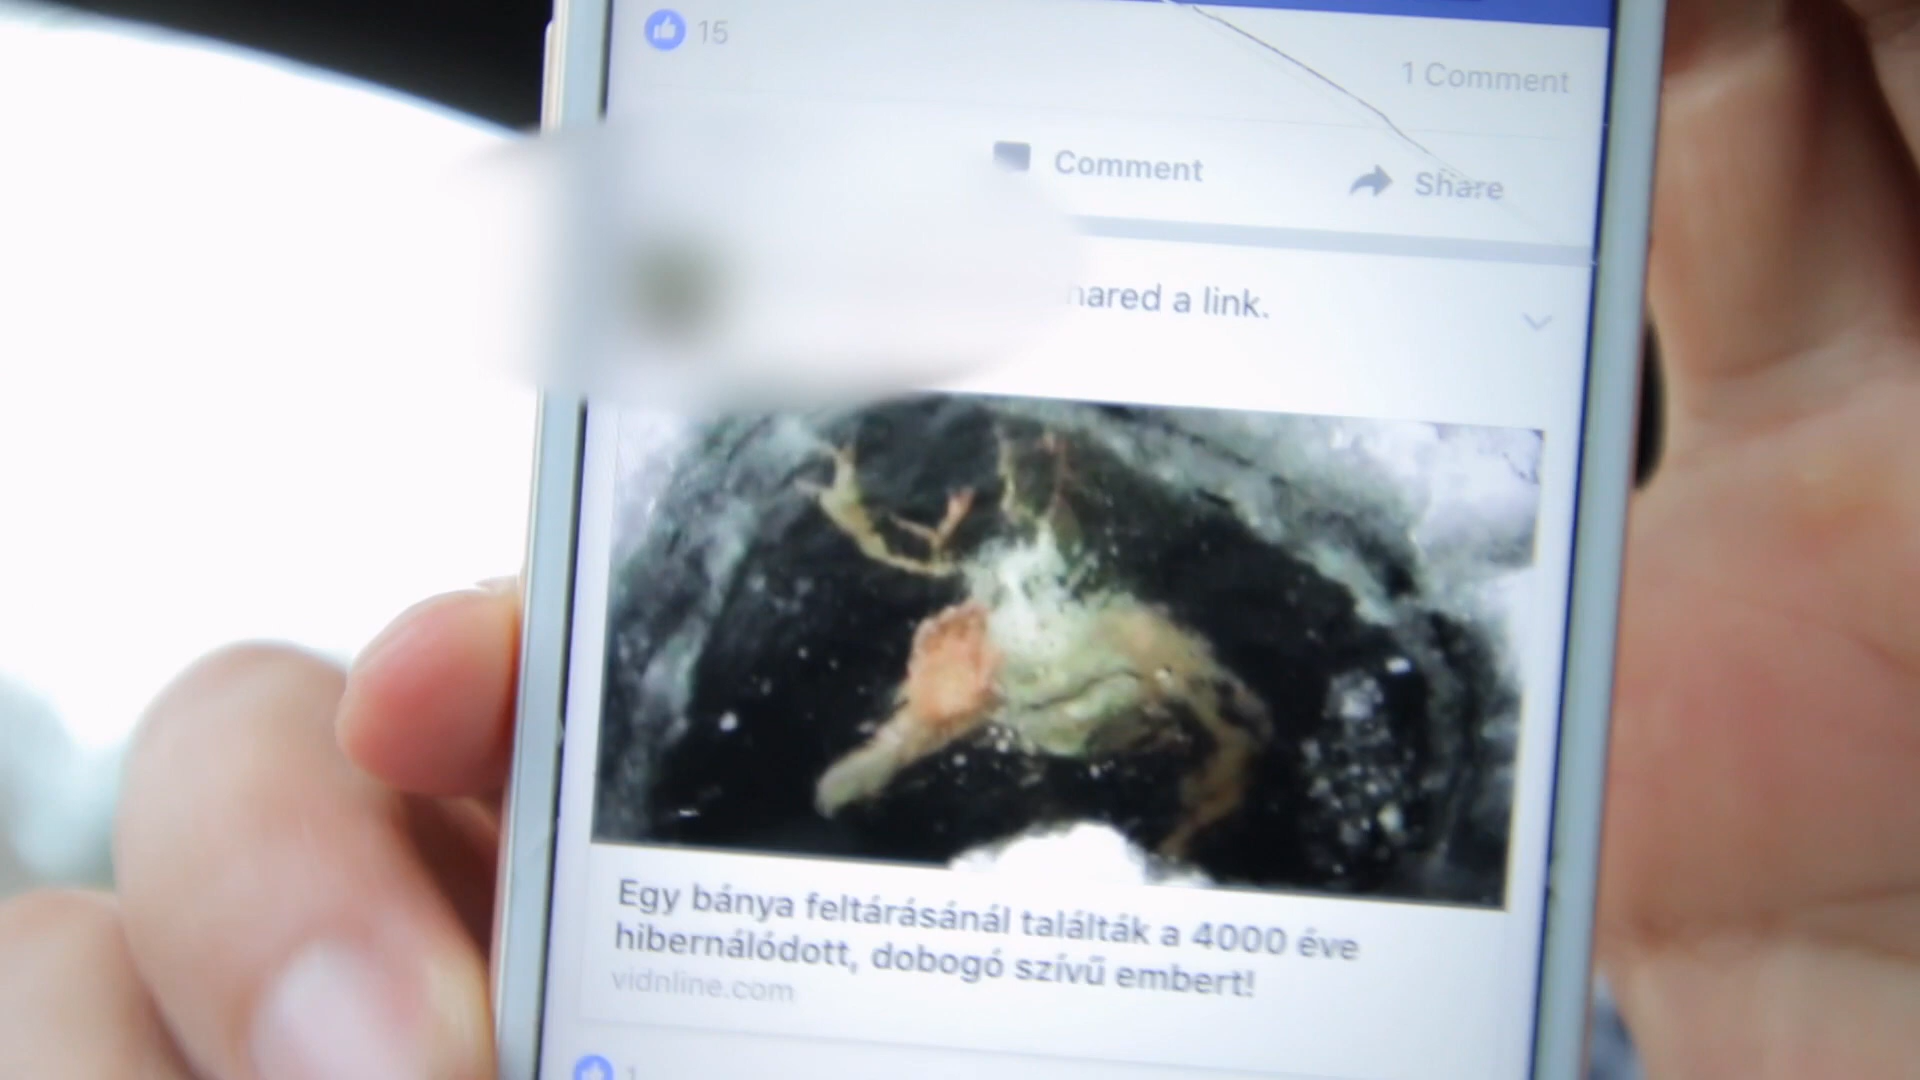 15
1 Comment
Comment
Share
hared a link.
Egy bánya feltárásánál találták a 4000 éve
hibernálódott, dobogó szívű embert!
vidnline.com
1